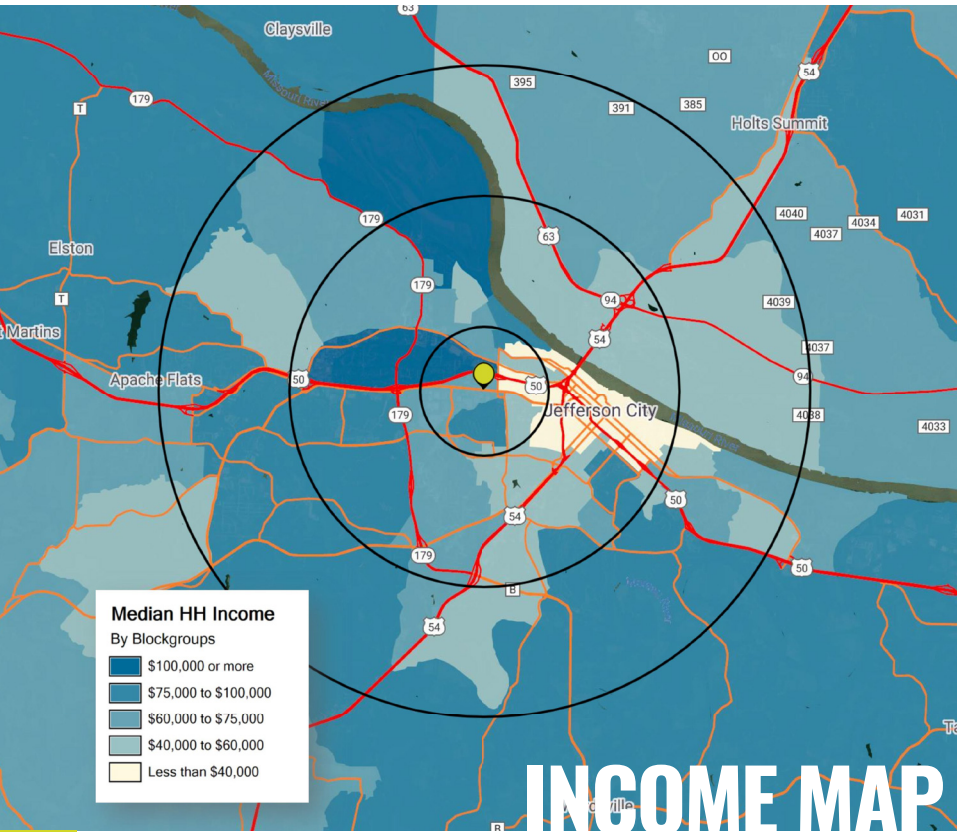 63
Claysville
OO
54
Missouri River
395
179
T
391
385
Holts Summit
179
4040
4034
4031
4037
63
Elston
179
T
94
4039
54
Martins
4037
94
Apache Flats
50
50
179
Jefferson City
4038
4033
50
54
179
50
B
54
Median HH Income
By Blockgroups
$100,000 or more
$75,000 to $100,000
$60,000 to $75,000
$40,000 to $60,000
Less than $40,000
INCOME MAP
B